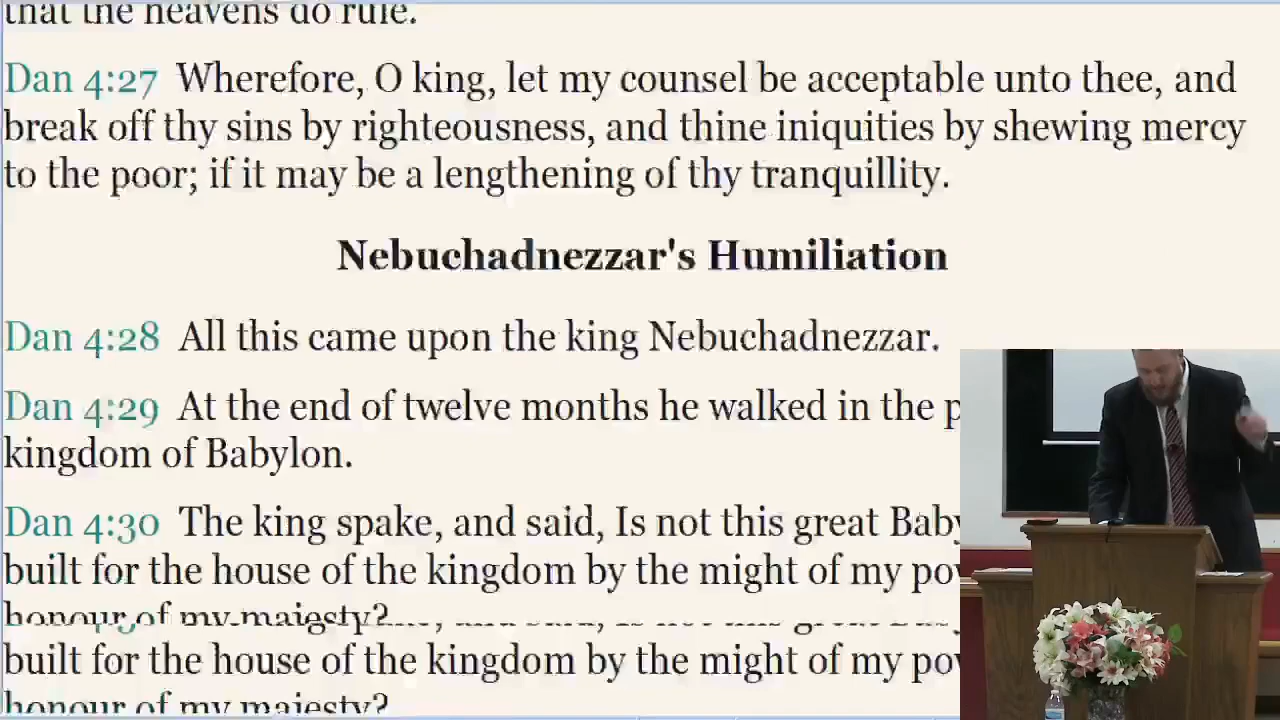 that the heavens do rule.
Dan 4:27 Wherefore, O king, let my counsel be acceptable unto thee, and
break off thy sins by righteousness, and thine iniquities by shewing mercy
to the poor; if it may be a lengthening of thy tranquillity.
Nebuchadnezzar's Humiliation
Dan 4:28 All this came upon the king Nebuchadnezzar.
Dan 4:29 At the end of twelve months he walked in the p
kingdom of Babylon.
Dan 4:30 The king spake, and said, Is not this great Baby
built for the house of the kingdom by the might of my po
honour of my majesty?
built for the house of the kingdom by the might of my po
honour of my majesty?